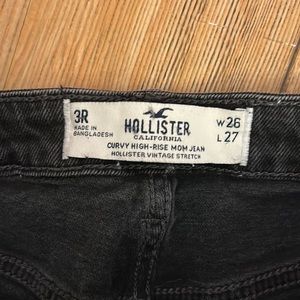 3R
MADE IN
BANGLADESH
HOLLISTER
CALIFORNIA
W26
L27
CURVY HIGH-RISE MOM JEAN
HOLLISTER VINTAGE STRETCH